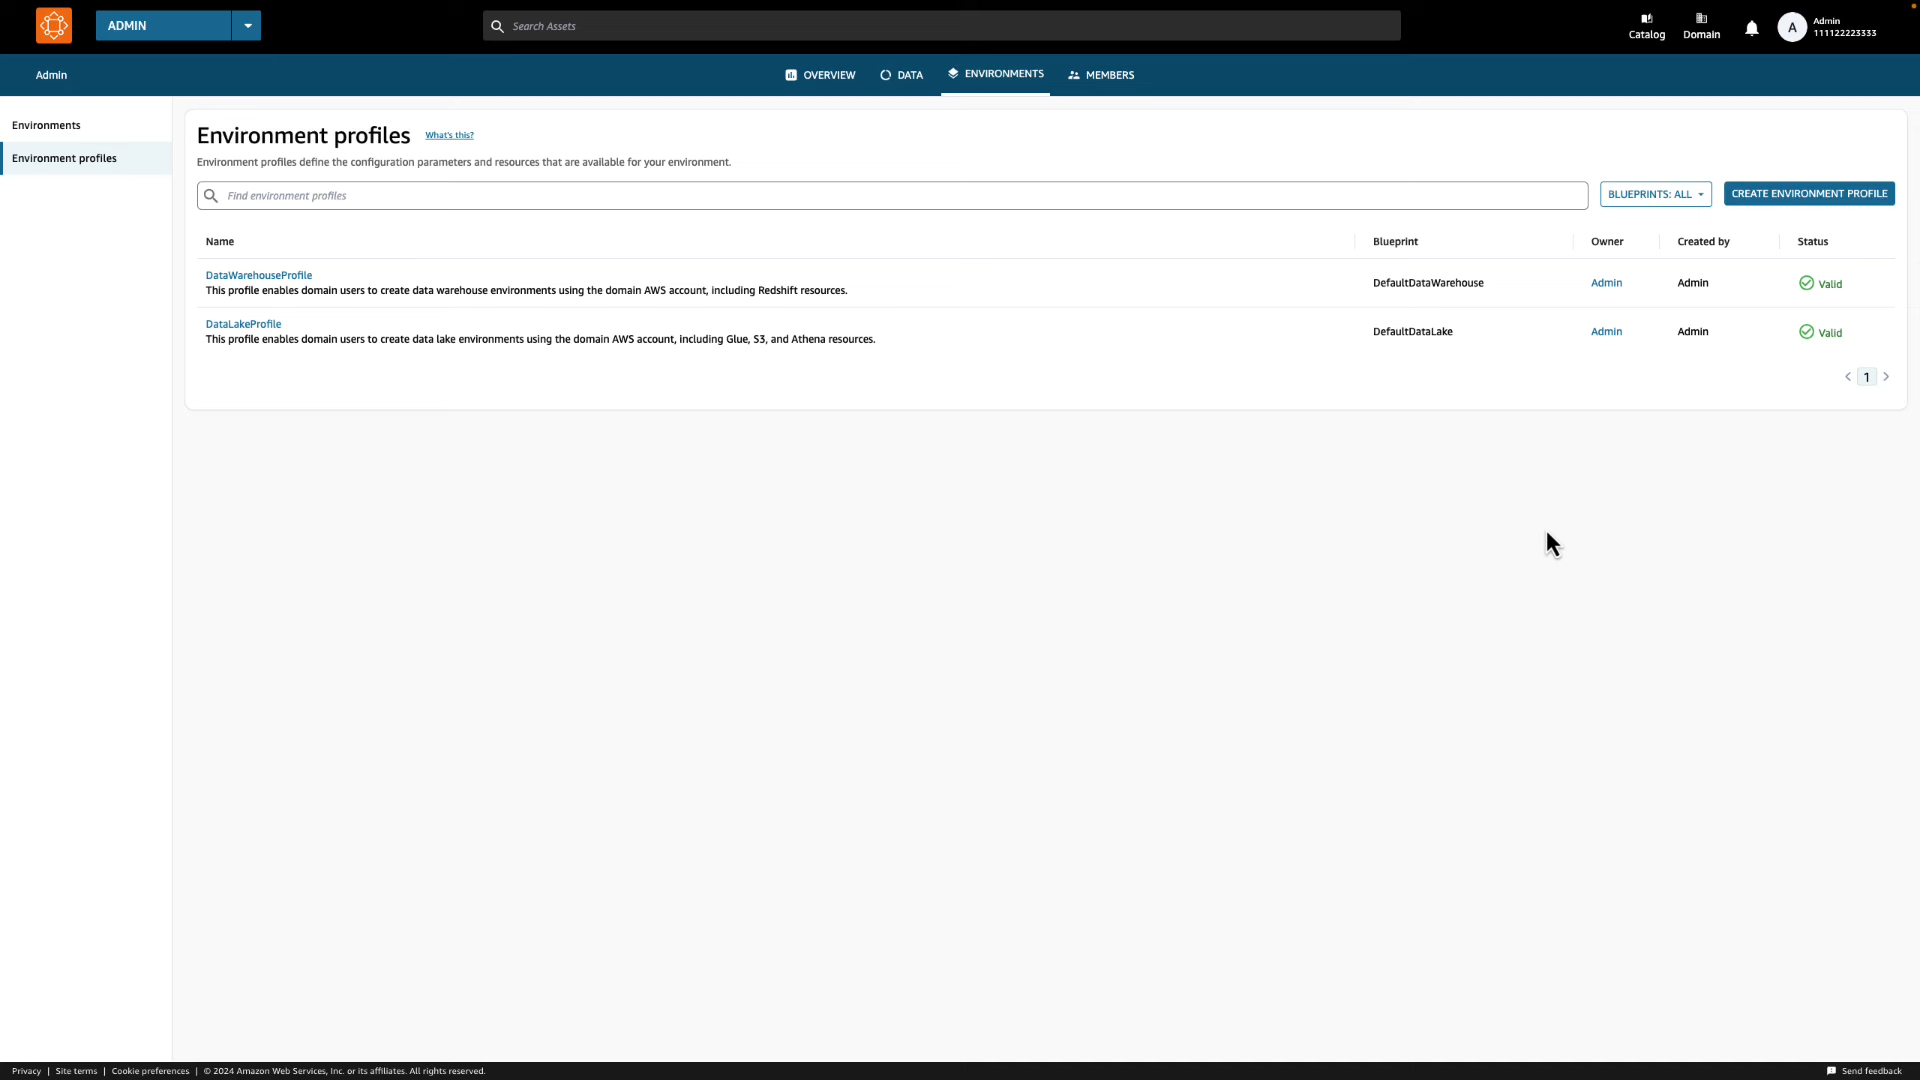 ADMIN
Search Assets
Catalog
Domain
A
Admin
111122223333
Admin
OVERVIEW
DATA
ENVIRONMENTS
MEMBERS
Environments
Environment profiles
Environment profiles What's this?
Environment profiles define the configuration parameters and resources that are available for your environment.
Find environment profiles
BLUEPRINTS: ALL
CREATE ENVIRONMENT PROFILE
Name Blueprint Owner Created by Status
DataWarehouseProfile
This profile enables domain users to create data warehouse environments using the domain AWS account, including Redshift resources.
DefaultDataWarehouse Admin Admin Valid
DataLakeProfile
This profile enables domain users to create data lake environments using the domain AWS account, including Glue, S3, and Athena resources.
DefaultDataLake Admin Admin Valid
< 1 >
Privacy | Site terms | Cookie preferences | © 2024 Amazon Web Services, Inc. or its affiliates. All rights reserved.
Send feedback